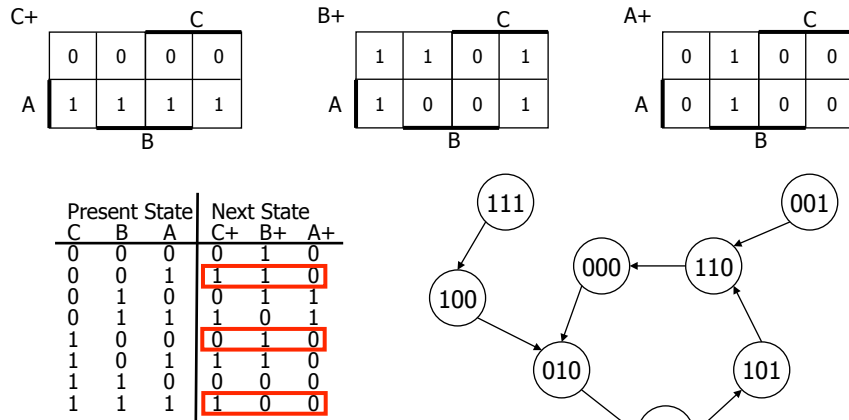 C+ C B+ C A+ C
0 0 0 0 1 1 0 1 0 1 0 0
A 1 1 1 1 A 1 0 0 1 A 0 1 0 0
B B B
Present State Next State
C B A C+ B+ A+
0 0 0 0 1 0
0 0 1 1 1 0
0 1 0 0 1 1
0 1 1 1 0 1
1 0 0 0 1 0
1 0 1 1 1 0
1 1 0 0 0 0
1 1 1 1 0 0
111
001
000
110
100
010
101